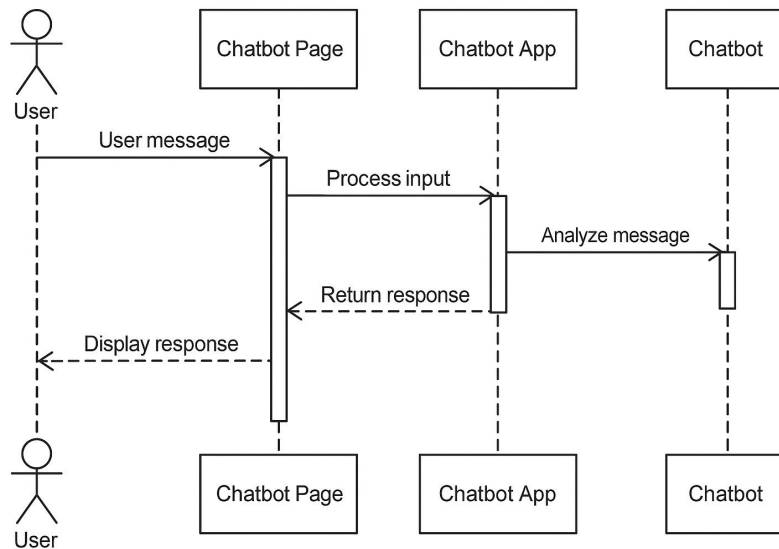 Chatbot Page
Chatbot App
Chatbot
User
User message
Process input
Analyze message
Return response
Display response
Chatbot Page
Chatbot App
Chatbot
User